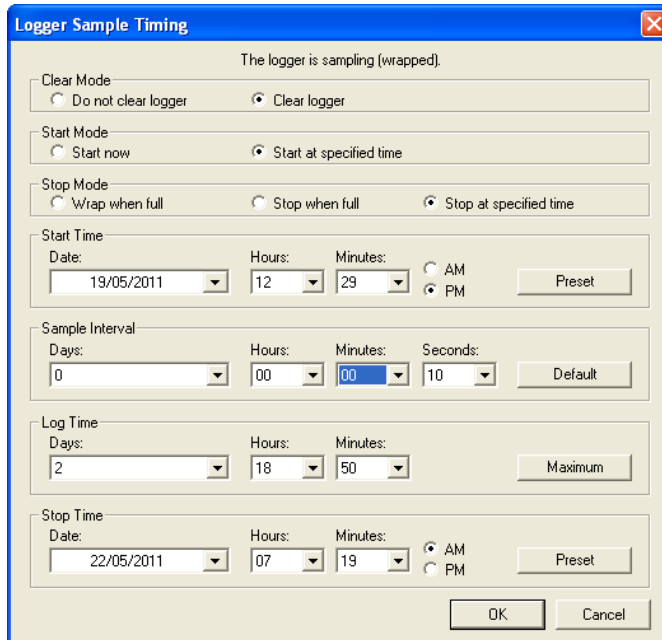 Logger Sample Timing
The logger is sampling (wrapped).
Clear Mode
Do not clear logger Clear logger
Start Mode
Start now Start at specified time
Stop Mode
Wrap when full Stop when full Stop at specified time
Start Time
Date: Hours: Minutes:
19/05/2011 12 29 AM PM Preset
Sample Interval
Days: Hours: Minutes: Seconds:
0 00 00 10 Default
Log Time
Days: Hours: Minutes:
2 18 50 Maximum
Stop Time
Date: Hours: Minutes:
22/05/2011 07 19 AM PM Preset
OK Cancel